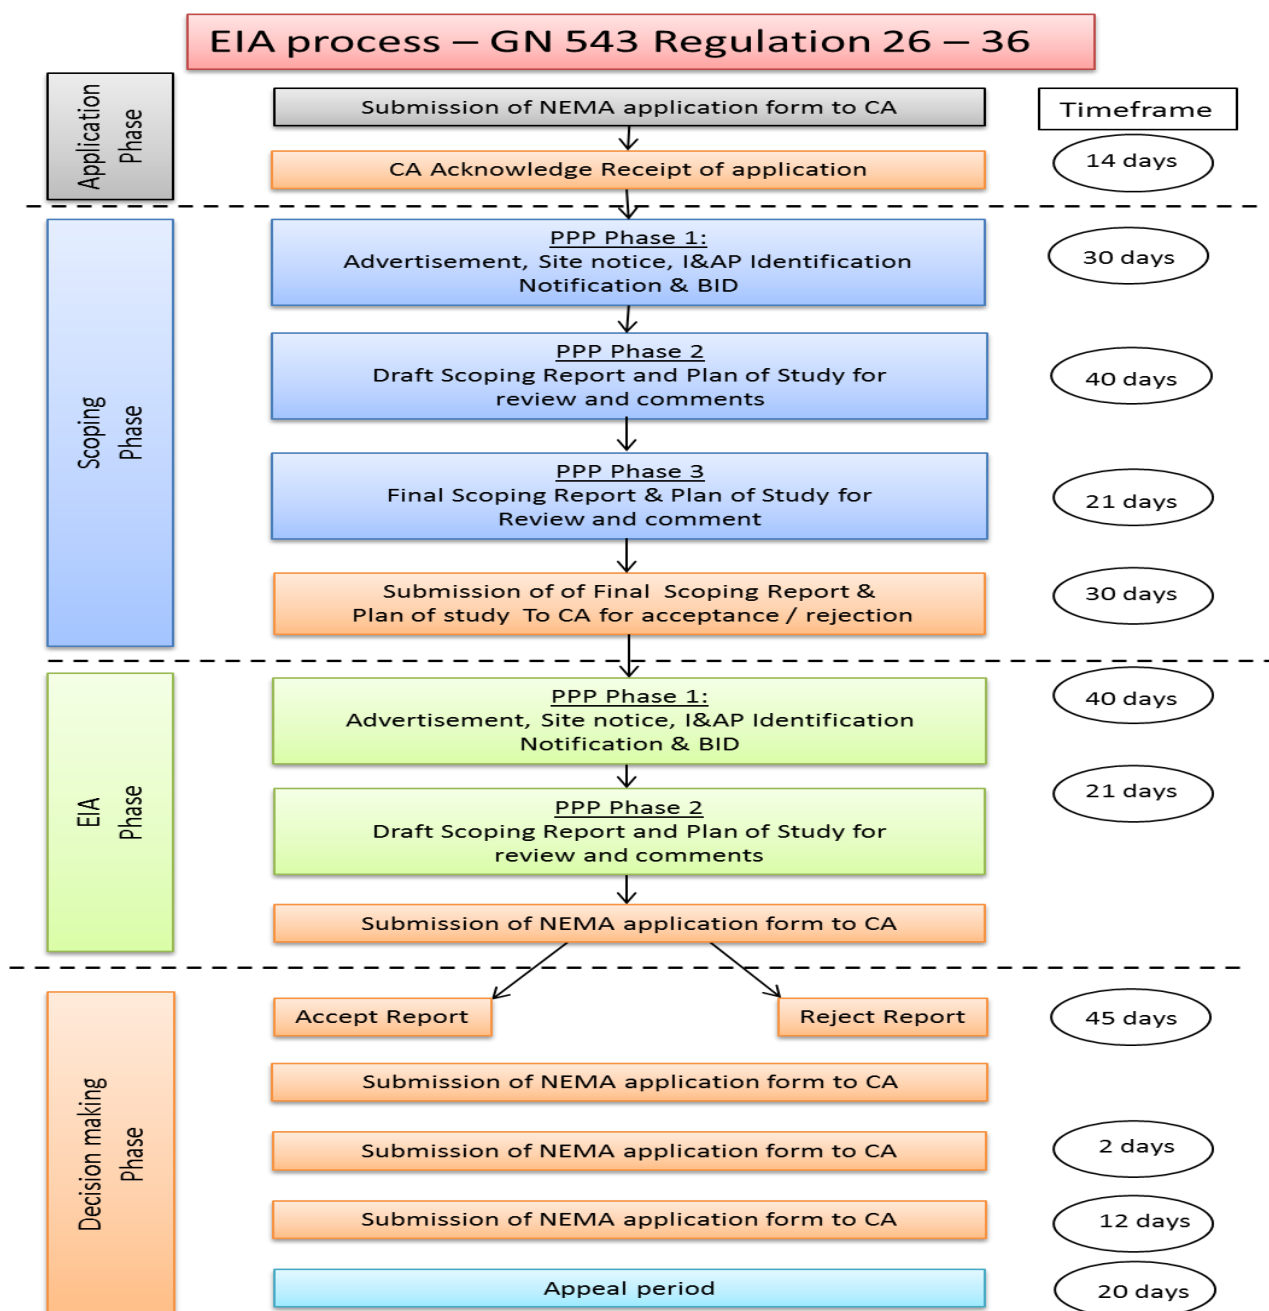 EIA process – GN 543 Regulation 26 – 36
Application
Phase
Submission of NEMA application form to CA
Timeframe
CA Acknowledge Receipt of application
14 days
Scoping
Phase
PPP Phase 1:
Advertisement, Site notice, I&AP Identification
Notification & BID
30 days
PPP Phase 2
Draft Scoping Report and Plan of Study for
review and comments
40 days
PPP Phase 3
Final Scoping Report & Plan of Study for
Review and comment
21 days
Submission of of Final Scoping Report &
Plan of study To CA for acceptance / rejection
30 days
EIA
Phase
PPP Phase 1:
Advertisement, Site notice, I&AP Identification
Notification & BID
40 days
PPP Phase 2
Draft Scoping Report and Plan of Study for
review and comments
21 days
Submission of NEMA application form to CA
Decision making
Phase
Accept Report
Reject Report
45 days
Submission of NEMA application form to CA
Submission of NEMA application form to CA
2 days
Submission of NEMA application form to CA
12 days
Appeal period
20 days